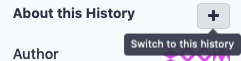 About this History
+
Switch to this history
Author